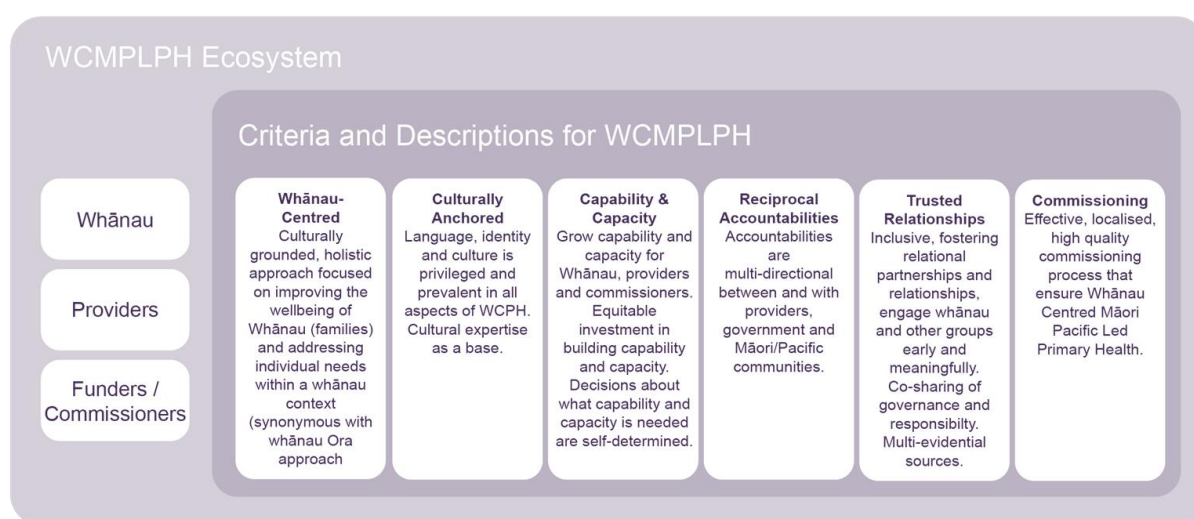 WCMPLPH Ecosystem
Criteria and Descriptions for WCMPLPH
Whānau
Providers
Funders /
Commissioners
Whānau-
Centred
Culturally
grounded, holistic
approach focused
on improving the
wellbeing of
Whānau (families)
and addressing
individual needs
within a whānau
context
(synonymous with
whānau Ora
approach
Culturally
Anchored
Language, identity
and culture is
privileged and
prevalent in all
aspects of WCPH.
Cultural expertise
as a base.
Capability &
Capacity
Grow capability and
capacity for
Whānau, providers
and commissioners.
Equitable
investment in
building capability
and capacity.
Decisions about
what capability and
capacity is needed
are self-determined.
Reciprocal
Accountabilities
Accountabilities
are
multi-directional
between and with
providers,
government and
Māori/Pacific
communities.
Trusted
Relationships
Inclusive, fostering
relational
partnerships and
relationships,
engage whānau
and other groups
early and
meaningfully.
Co-sharing of
governance and
responsibilty.
Multi-evidential
sources.
Commissioning
Effective, localised,
high quality
commissioning
process that
ensure Whānau
Centred Māori
Pacific Led
Primary Health.